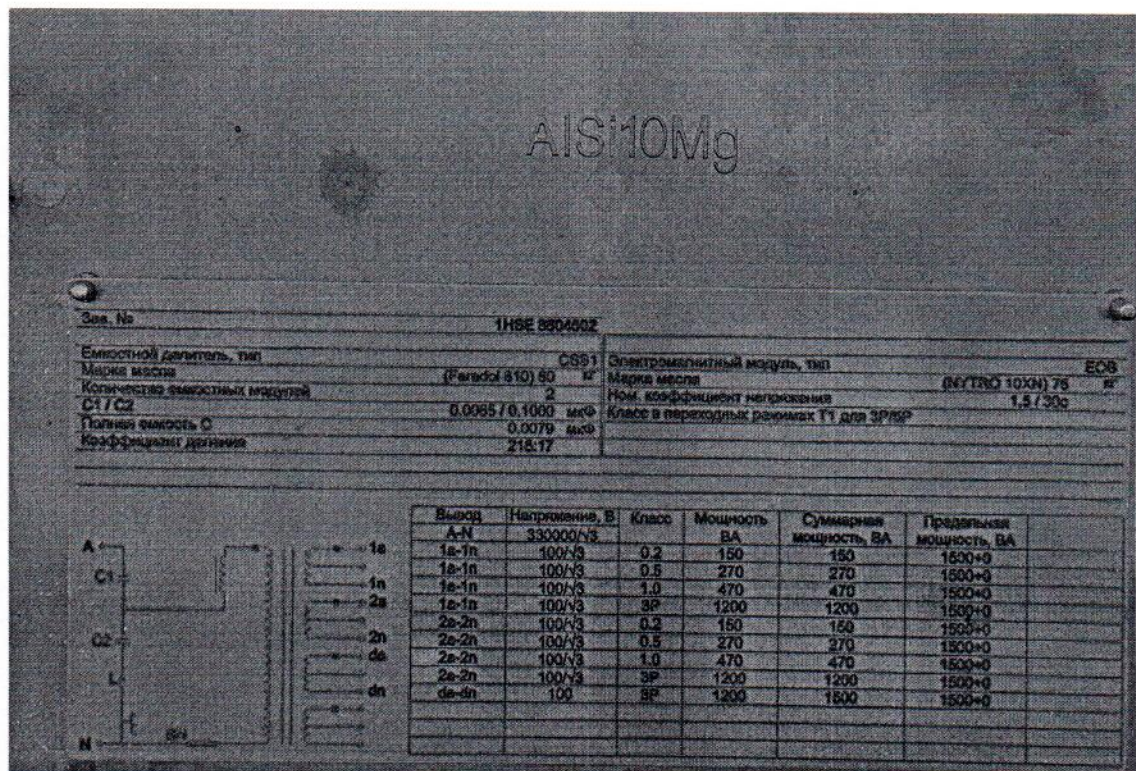 AlSi10Mg
Зав. № 1HSE 8804502
Емкостной делитель, тип CSS1 Электромагнитный модуль, тип EOB
Марка масла (Faradol 810) 60 кг Марка масла (NYTRO 10XN) 75 кг
Количество емкостных модулей 2 Ном. коэффициент напряжения 1,5 / 30с
C1 / C2 0.0085 / 0.1000 мкФ Класс в переходных режимах T1 для 3P/6P
Полная емкость C 0.0079 мкФ
Коэффициент деления 218:17
Вывод Напряжение, В Класс Мощность Суммарная Предельная
A-N 330000/√3 ВА мощность, ВА мощность, ВА
1a-1n 100/√3 0.2 150 150 1500+0
1a-1n 100/√3 0.5 270 270 1500+0
1a-1n 100/√3 1.0 470 470 1500+0
1a-1n 100/√3 3P 1200 1200 1500+0
2a-2n 100/√3 0.2 150 150 1500+0
2a-2n 100/√3 0.5 270 270 1500+0
2a-2n 100/√3 1.0 470 470 1500+0
2a-2n 100/√3 3P 1200 1200 1500+0
da-dn 100 3P 1200 1500+0
A 1a
C1 1n
2a
C2 2n
L da
dn
N